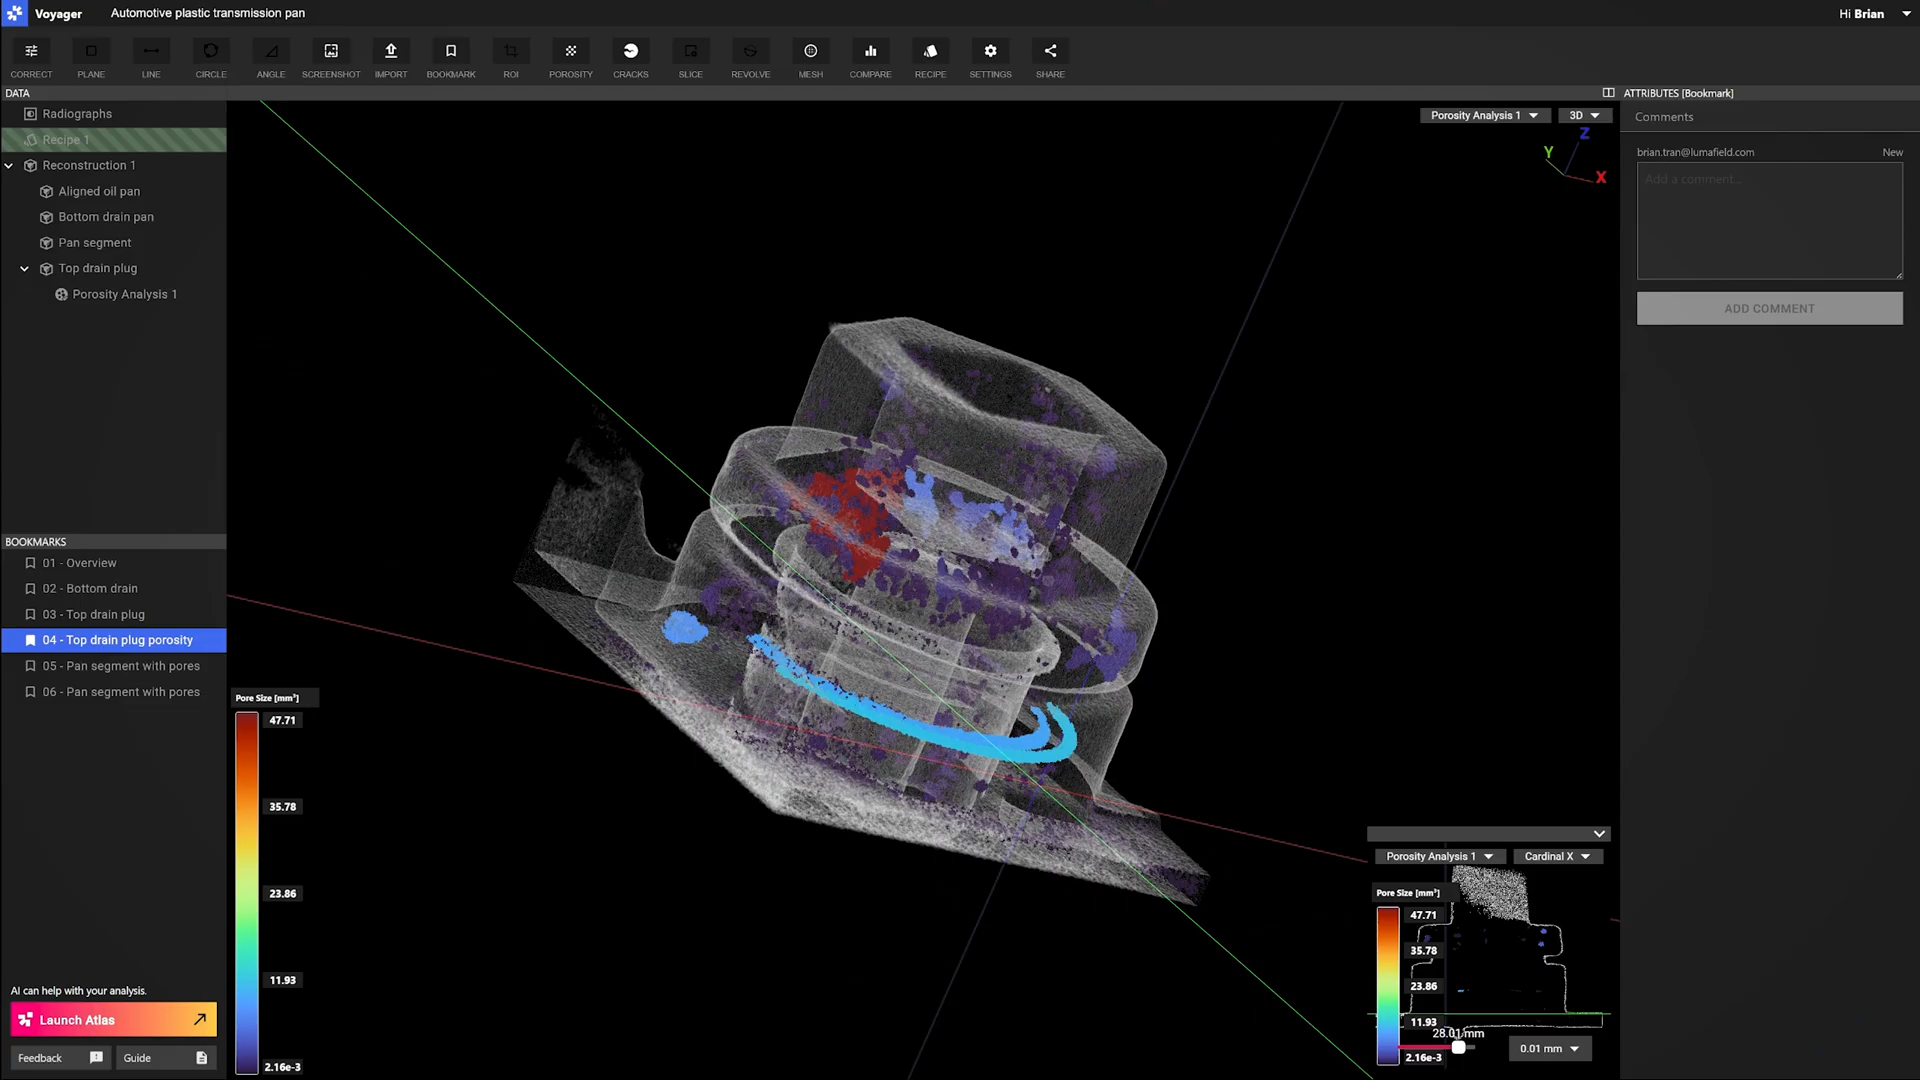 Voyager
Automotive plastic transmission pan
Hi Brian
CORRECT
PLANE
LINE
CIRCLE
ANGLE
SCREENSHOT
IMPORT
BOOKMARK
ROI
POROSITY
CRACKS
SLICE
REVOLVE
MESH
COMPARE
RECIPE
SETTINGS
SHARE
DATA
Radiographs
Recipe 1
Reconstruction 1
Aligned oil pan
Bottom drain pan
Pan segment
Top drain plug
Porosity Analysis 1
BOOKMARKS
01 - Overview
02 - Bottom drain
03 - Top drain plug
04 - Top drain plug porosity
05 - Pan segment with pores
06 - Pan segment with pores
AI can help with your analysis.
Launch Atlas
Feedback
Guide
Porosity Analysis 1
3D
Z
Y
X
Pore Size [mm³]
47.71
35.78
23.86
11.93
2.16e-3
Porosity Analysis 1
Cardinal X
Pore Size [mm³]
47.71
35.78
23.86
11.93
28.01mm
2.16e-3
0.01 mm
ATTRIBUTES [Bookmark]
Comments
brian.tran@lumafield.com
New
Add a comment...
ADD COMMENT